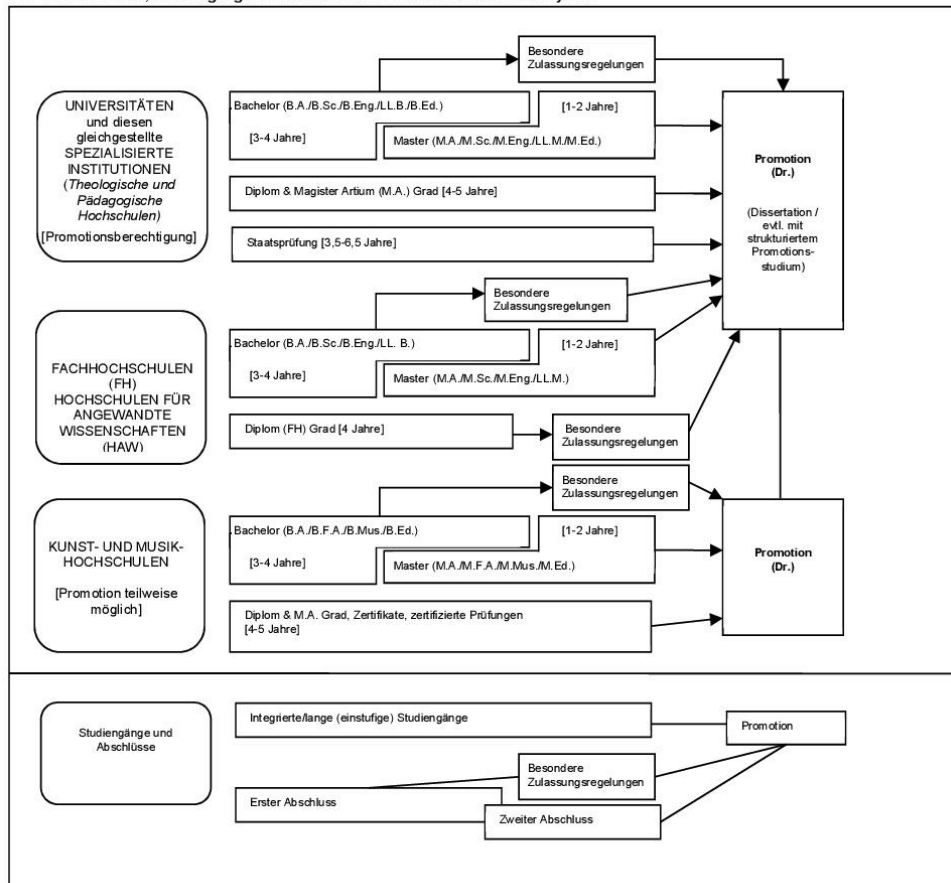 Besondere
Zulassungsregelungen
UNIVERSITÄTEN
und diesen
gleichgestellte
SPEZIALISIERTE
INSTITUTIONEN
(Theologische und
Pädagogische
Hochschulen)
[Promotionsberechtigung]
Bachelor (B.A./B.Sc./B.Eng./LL.B./B.Ed.)
[3-4 Jahre]
[1-2 Jahre]
Master (M.A./M.Sc./M.Eng./LL.M./M.Ed.)
Diplom & Magister Artium (M.A.) Grad [4-5 Jahre]
Staatsprüfung [3,5-6,5 Jahre]
Promotion
(Dr.)
(Dissertation /
evtl. mit
strukturiertem
Promotions-
studium)
Besondere
Zulassungsregelungen
FACHHOCHSCHULEN
(FH)
HOCHSCHULEN FÜR
ANGEWANDTE
WISSENSCHAFTEN
(HAW)
Bachelor (B.A./B.Sc./B.Eng./LL. B.)
[3-4 Jahre]
[1-2 Jahre]
Master (M.A./M.Sc./M.Eng./LL.M.)
Diplom (FH) Grad [4 Jahre]
Besondere
Zulassungsregelungen
Besondere
Zulassungsregelungen
KUNST- UND MUSIK-
HOCHSCHULEN
[Promotion teilweise
möglich]
Bachelor (B.A./B.F.A./B.Mus./B.Ed.)
[3-4 Jahre]
[1-2 Jahre]
Master (M.A./M.F.A./M.Mus./M.Ed.)
Diplom & M.A. Grad, Zertifikate, zertifizierte Prüfungen
[4-5 Jahre]
Promotion
(Dr.)
Studiengänge und
Abschlüsse
Integrierte/lange (einstufige) Studiengänge
Promotion
Besondere
Zulassungsregelungen
Erster Abschluss
Zweiter Abschluss